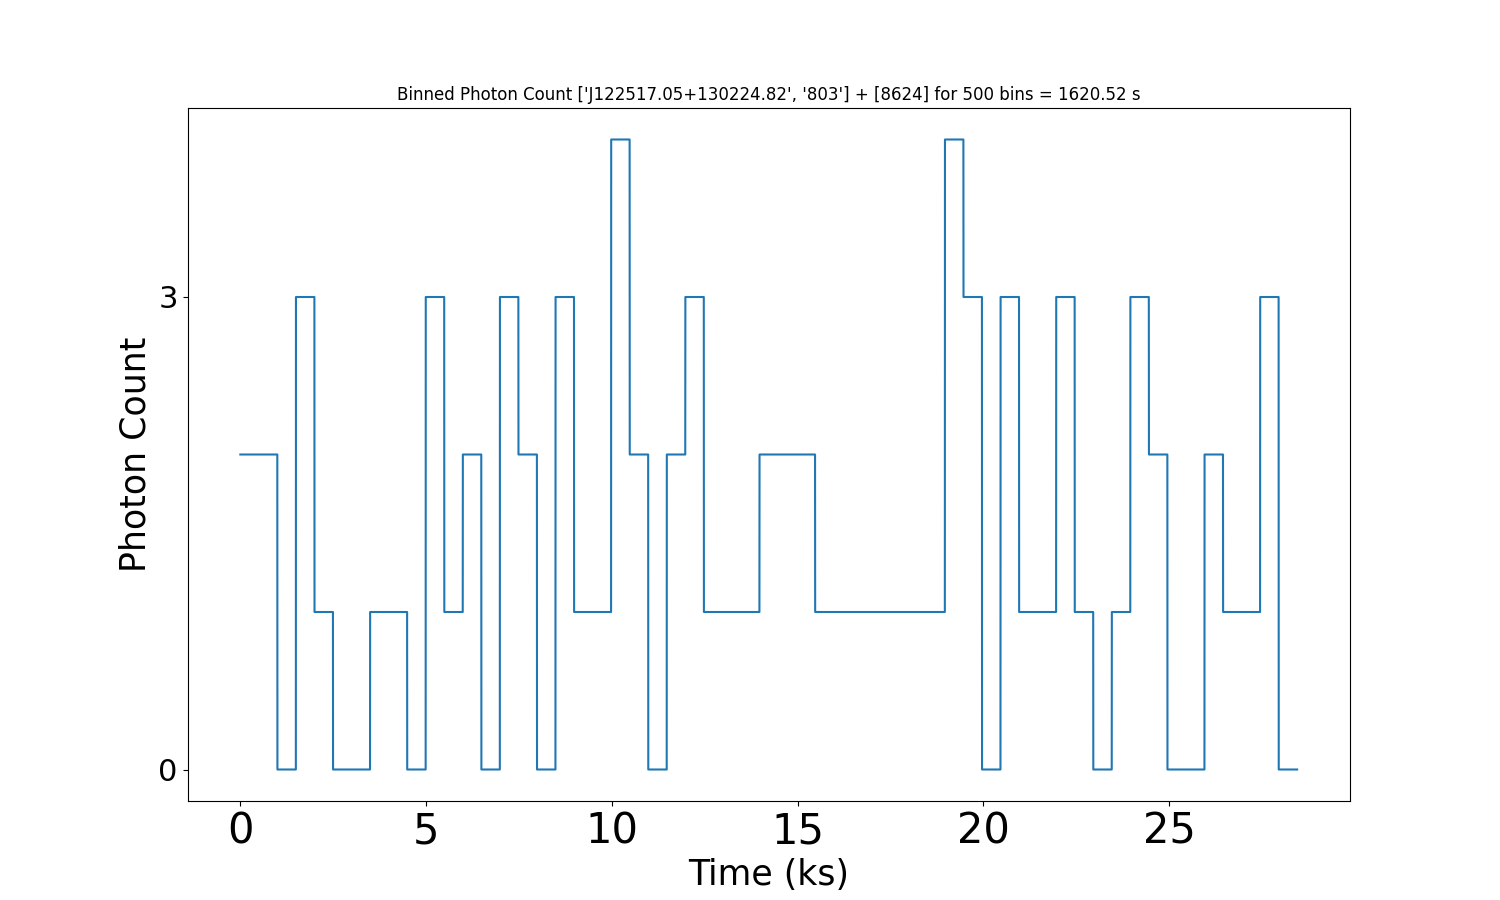 Binned Photon Count ['J122517.05+130224.82', '803'] + [8624] for 500 bins = 1620.52 s
Photon Count
3
0
0 5 10 15 20 25
Time (ks)